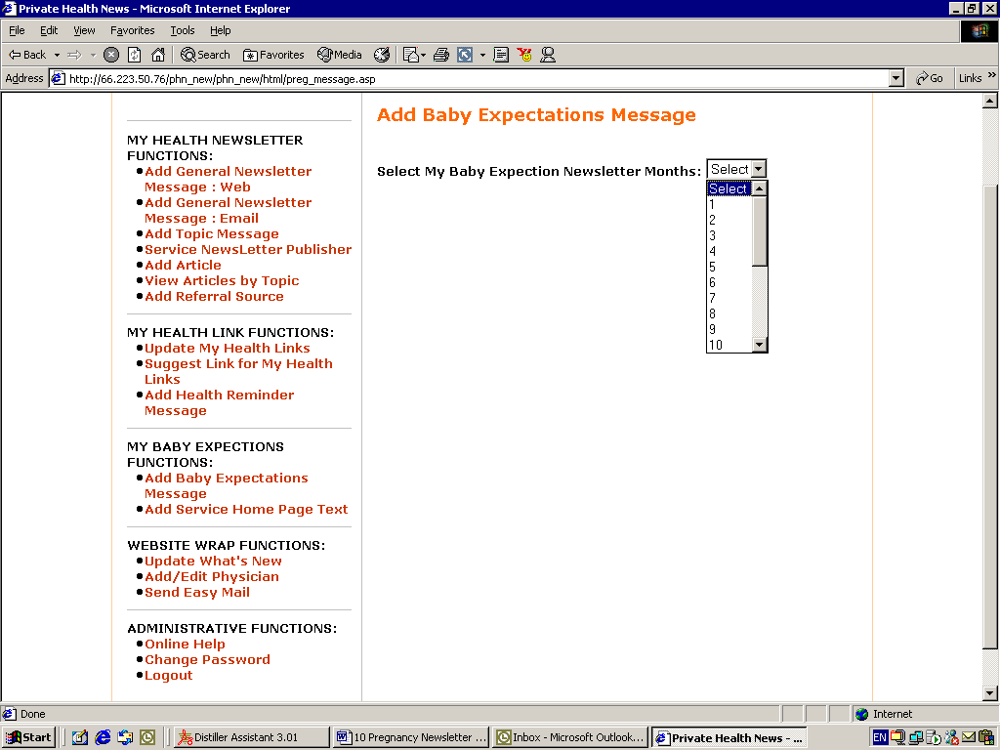 Private Health News - Microsoft Internet Explorer
File Edit View Favorites Tools Help
Back Search Favorites Media
Address http://66.223.50.76/phn_new/phn_new/html/preg_message.asp Go Links »
MY HEALTH NEWSLETTER
FUNCTIONS:
Add General Newsletter
Message : Web
Add General Newsletter
Message : Email
Add Topic Message
Service NewsLetter Publisher
Add Article
View Articles by Topic
Add Referral Source
MY HEALTH LINK FUNCTIONS:
Update My Health Links
Suggest Link for My Health
Links
Add Health Reminder
Message
MY BABY EXPECTIONS
FUNCTIONS:
Add Baby Expectations
Message
Add Service Home Page Text
WEBSITE WRAP FUNCTIONS:
Update What's New
Add/Edit Physician
Send Easy Mail
ADMINISTRATIVE FUNCTIONS:
Online Help
Change Password
Logout
Add Baby Expectations Message
Select My Baby Expection Newsletter Months: Select
Select
1
2
3
4
5
6
7
8
9
10
Done Internet
Start Distiller Assistant 3.01 10 Pregnancy Newsletter ... Inbox - Microsoft Outlook... Private Health News - ... EN